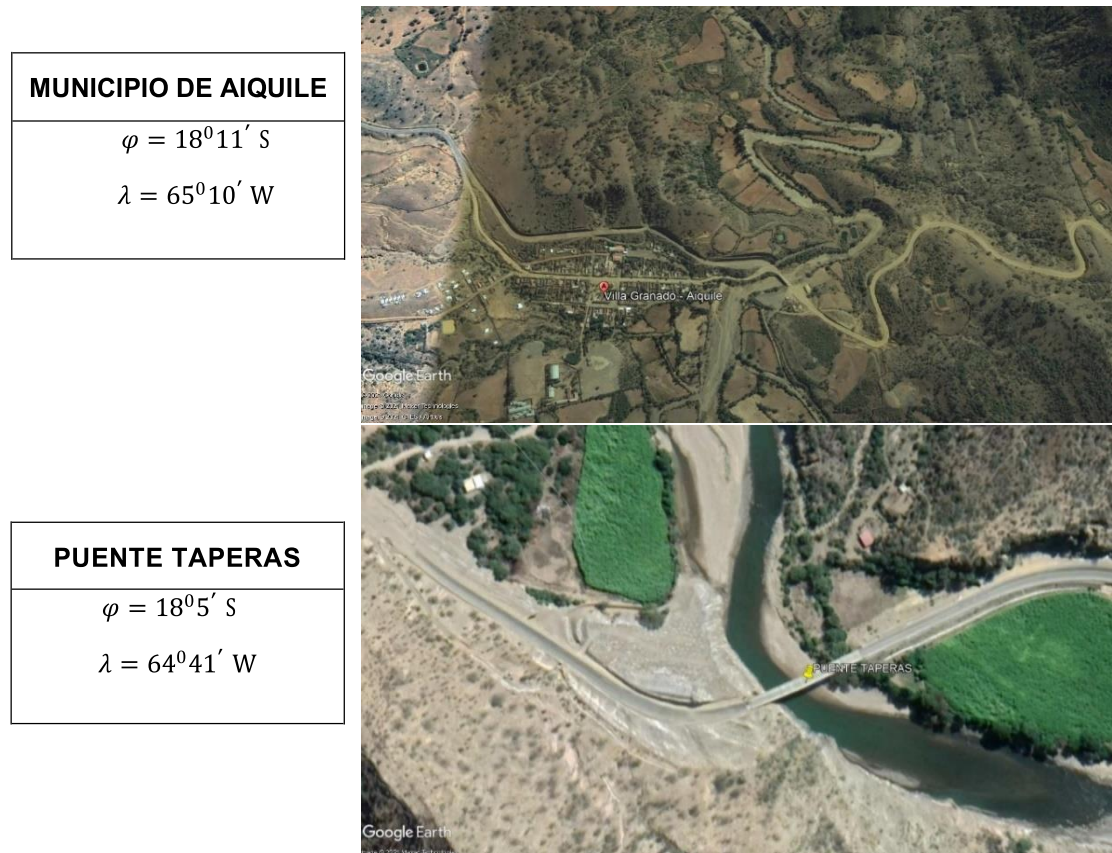 MUNICIPIO DE AIQUILE
φ = 18⁰11′ S
λ = 65⁰10′ W
Villa Granado - Aiquile
Google Earth
PUENTE TAPERAS
φ = 18⁰5′ S
λ = 64⁰41′ W
PUENTE TAPERAS
Google Earth